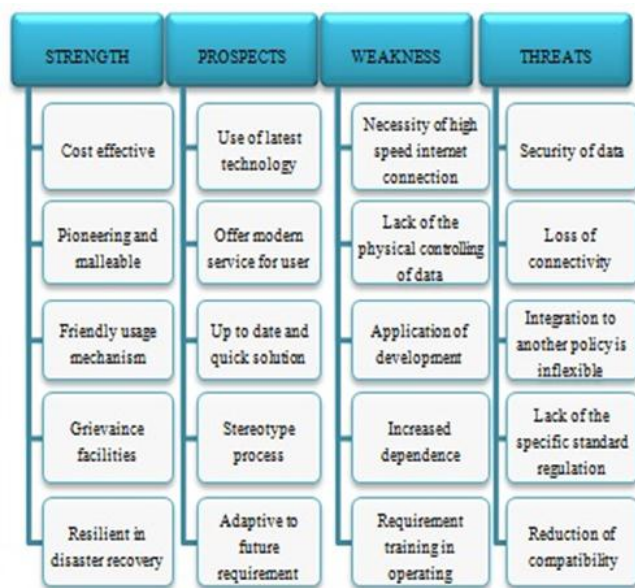 STRENGTH
Cost effective
Pioneering and
malleable
Friendly usage
mechanism
Grievaince
facilities
Resilient in
disaster recovery
PROSPECTS
Use of latest
technology
Offer modern
service for user
Up to date and
quick solution
Stereotype
process
Adaptive to
future
requirement
WEAKNESS
Necessity of high
speed internet
connection
Lack of the
physical controlling
of data
Application of
development
Increased
dependence
Requirement
training in
operating
THREATS
Security of data
Loss of
connectivity
Integration to
another policy is
inflexible
Lack of the
specific standard
regulation
Reduction of
compatibility